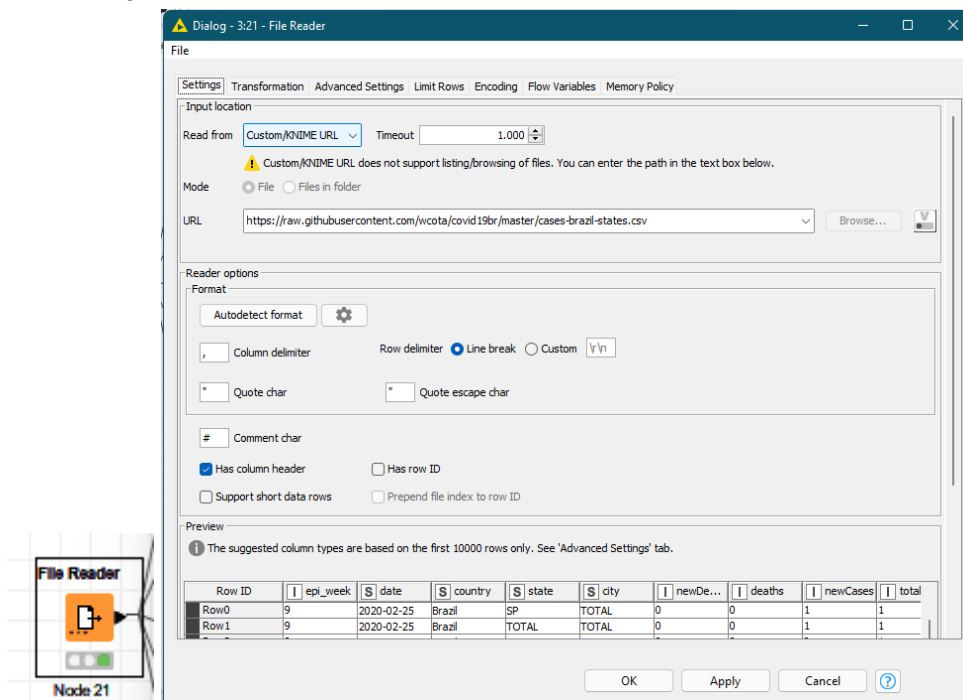 Dialog - 3:21 - File Reader
File
Settings Transformation Advanced Settings Limit Rows Encoding Flow Variables Memory Policy
Input location
Read from Custom/KNIME URL Timeout 1.000
Custom/KNIME URL does not support listing/browsing of files. You can enter the path in the text box below.
Mode File Files in folder
URL https://raw.githubusercontent.com/wcota/covid19br/master/cases-brazil-states.csv Browse...
Reader options
Format
Autodetect format
, Column delimiter Row delimiter Line break Custom \r\n
" Quote char " Quote escape char
# Comment char
Has column header Has row ID
Support short data rows Prepend file index to row ID
Preview
The suggested column types are based on the first 10000 rows only. See 'Advanced Settings' tab.
Row ID I epi_week S date S country S state S city I newDe... I deaths I newCases I total
Row0 9 2020-02-25 Brazil SP TOTAL 0 0 1 1
Row1 9 2020-02-25 Brazil TOTAL TOTAL 0 0 1 1
OK Apply Cancel ?
File Reader
Node 21